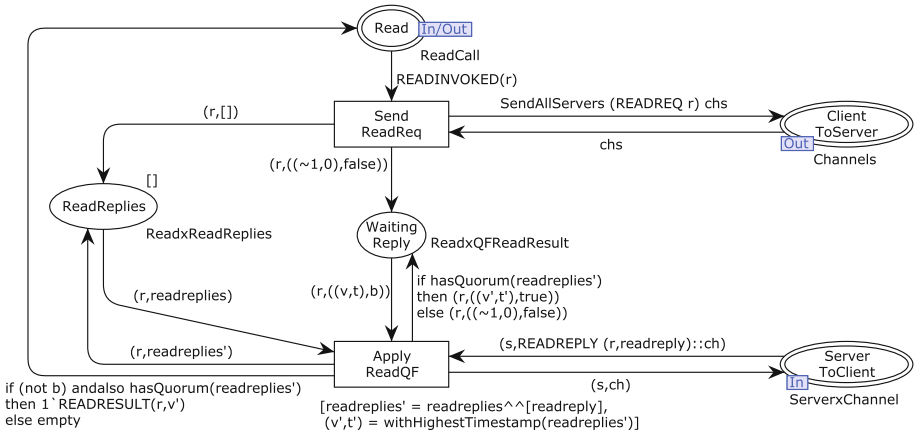 Read
In/Out
ReadCall
READINVOKED(r)
(r,[])
Send
ReadReq
SendAllServers (READREQ r) chs
chs
Client
ToServer
Out
Channels
(r,((~1,0),false))
[]
ReadReplies
ReadxReadReplies
Waiting
Reply
ReadxQFReadResult
(r,readreplies)
(r,((v,t),b))
if hasQuorum(readreplies')
then (r,((v',t'),true))
else (r,((~1,0),false))
(r,readreplies')
Apply
ReadQF
(s,READREPLY (r,readreply)::ch)
(s,ch)
Server
ToClient
In
ServerxChannel
if (not b) andalso hasQuorum(readreplies')
then 1`READRESULT(r,v')
else empty
[readreplies' = readreplies^^[readreply],
(v',t') = withHighestTimestamp(readreplies')]